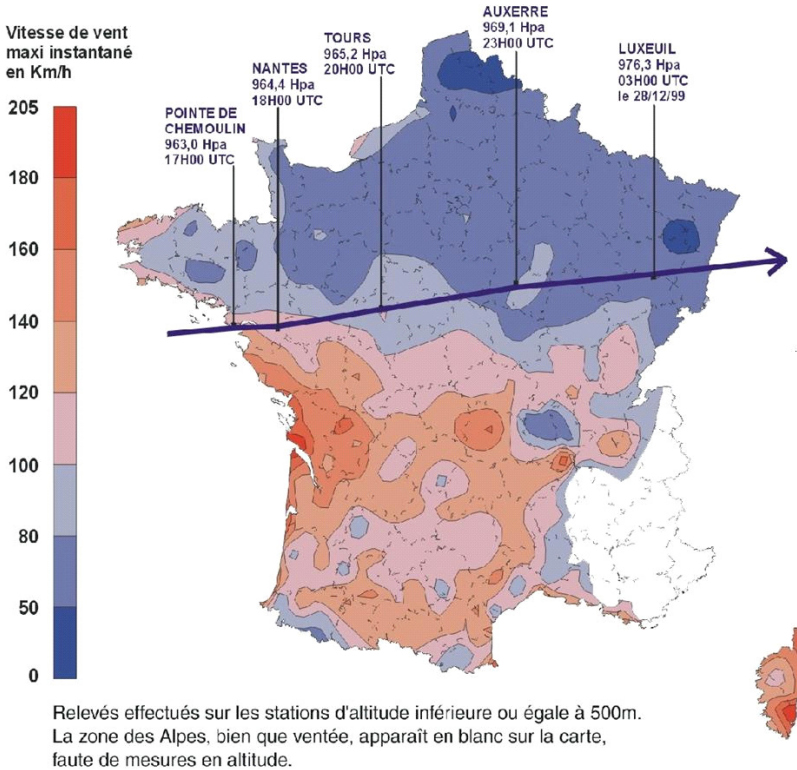 Vitesse de vent
maxi instantané
en Km/h
205
180
160
140
120
100
80
50
0
POINTE DE
CHEMOULIN
963,0 Hpa
17H00 UTC
NANTES
964,4 Hpa
18H00 UTC
TOURS
965,2 Hpa
20H00 UTC
AUXERRE
969,1 Hpa
23H00 UTC
LUXEUIL
976,3 Hpa
03H00 UTC
le 28/12/99
Relevés effectués sur les stations d'altitude inférieure ou égale à 500m.
La zone des Alpes, bien que ventée, apparaît en blanc sur la carte,
faute de mesures en altitude.